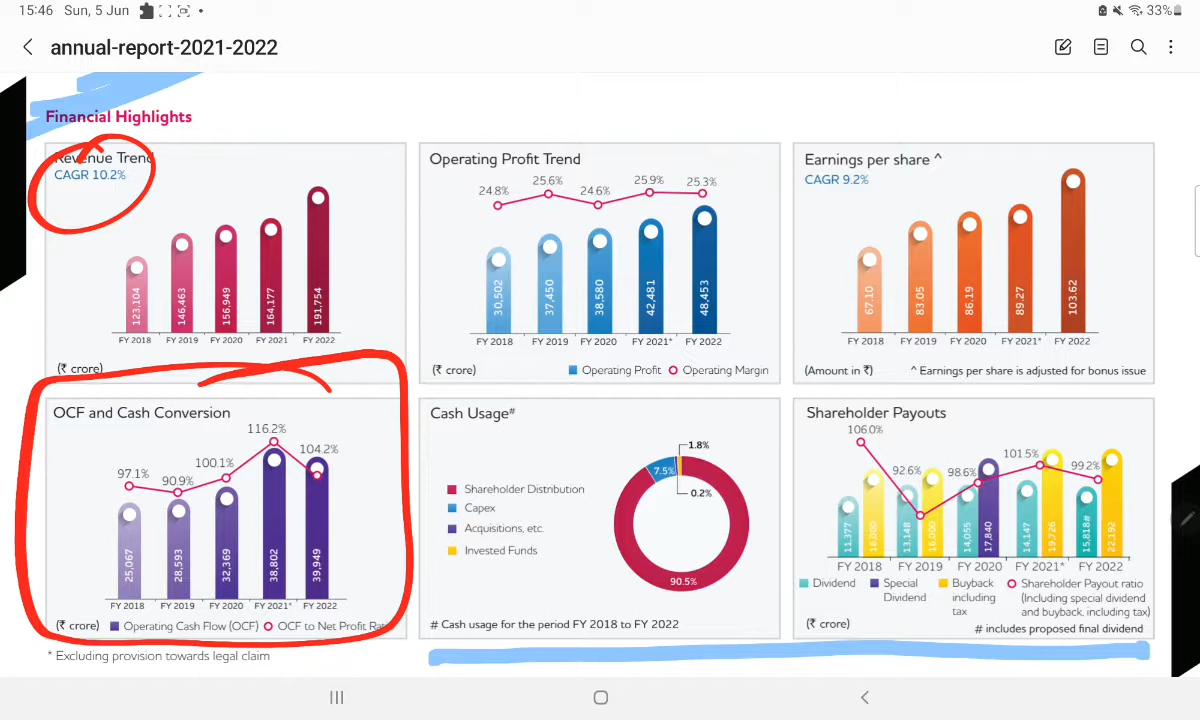 15:46 Sun, 5 Jun
33%
annual-report-2021-2022
Financial Highlights
Revenue Trend
CAGR 10.2%
123,104 146,463 156,949 164,177 191,754
FY 2018 FY 2019 FY 2020 FY 2021 FY 2022
(₹ crore)
Operating Profit Trend
24.8% 25.6% 24.6% 25.9% 25.3%
30,502 37,450 38,580 42,481 48,453
FY 2018 FY 2019 FY 2020 FY 2021* FY 2022
(₹ crore) Operating Profit Operating Margin
Earnings per share ^
CAGR 9.2%
67.10 83.05 86.19 89.27 103.62
FY 2018 FY 2019 FY 2020 FY 2021* FY 2022
(Amount in ₹) ^ Earnings per share is adjusted for bonus issue
OCF and Cash Conversion
97.1% 90.9% 100.1% 116.2% 104.2%
25,067 28,593 32,369 38,802 39,949
FY 2018 FY 2019 FY 2020 FY 2021* FY 2022
(₹ crore) Operating Cash Flow (OCF) OCF to Net Profit Ratio
Cash Usage#
Shareholder Distribution
Capex
Acquisitions, etc.
Invested Funds
1.8%
7.5%
0.2%
90.5%
# Cash usage for the period FY 2018 to FY 2022
Shareholder Payouts
106.0% 92.6% 98.6% 101.5% 99.2%
11,377 16,000 13,148 16,000 14,055 17,840 14,147 19,726 15,818# 22,192
FY 2018 FY 2019 FY 2020 FY 2021* FY 2022
Dividend Special Dividend Buyback including tax
Shareholder Payout ratio
(Including special dividend
and buyback, including tax)
(₹ crore) # includes proposed final dividend
* Excluding provision towards legal claim